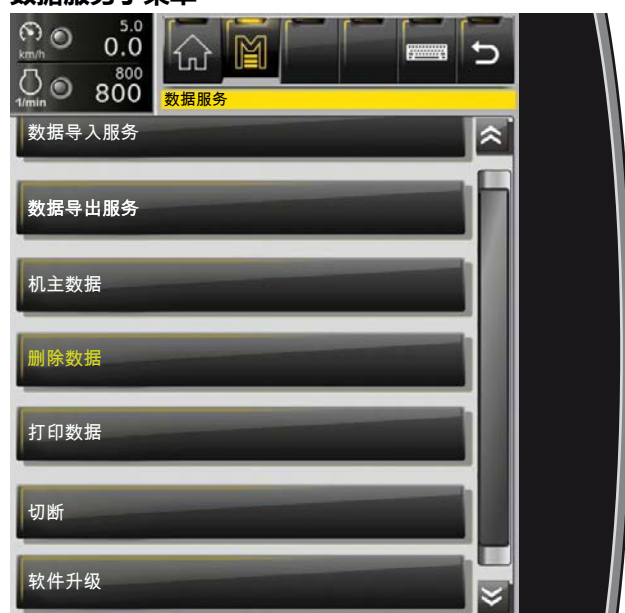 数据服务子菜单
5.0
km/h
0.0
800
1/min
800
数据服务
数据导入服务
数据导出服务
机主数据
删除数据
打印数据
切断
软件升级